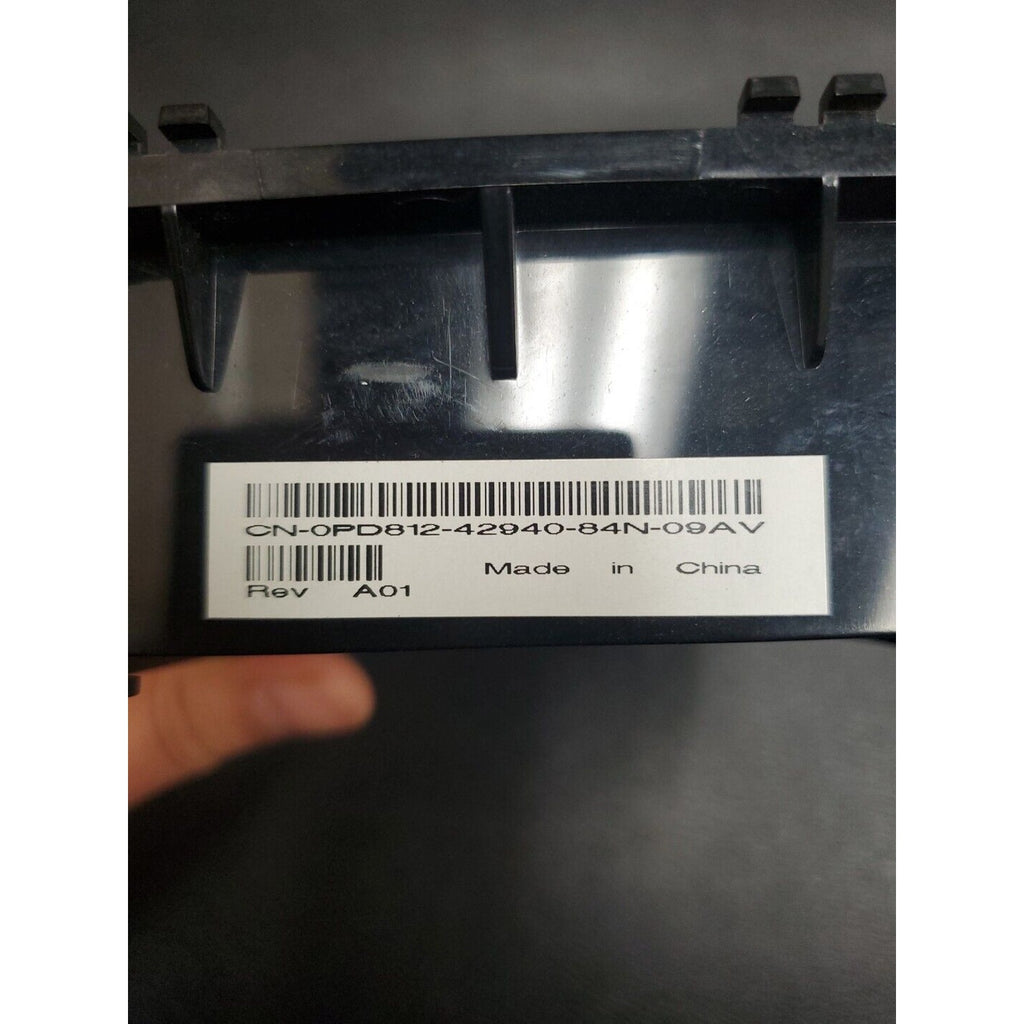 CN-0PD812-42940-84N-09AV
Made in China
Rev A01